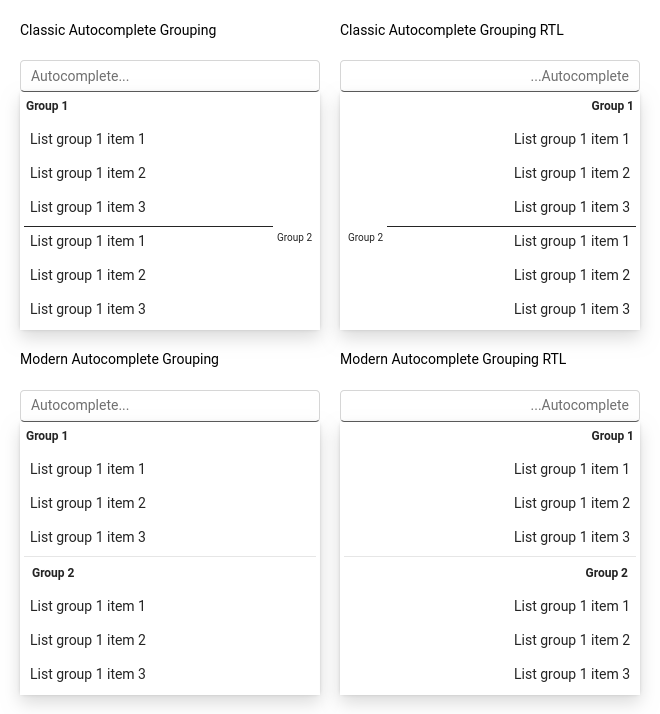 Classic Autocomplete Grouping
Autocomplete...
Group 1
List group 1 item 1
List group 1 item 2
List group 1 item 3
List group 1 item 1
Group 2
List group 1 item 2
List group 1 item 3
Classic Autocomplete Grouping RTL
...Autocomplete
Group 1
List group 1 item 1
List group 1 item 2
List group 1 item 3
Group 2
List group 1 item 1
List group 1 item 2
List group 1 item 3
Modern Autocomplete Grouping
Autocomplete...
Group 1
List group 1 item 1
List group 1 item 2
List group 1 item 3
Group 2
List group 1 item 1
List group 1 item 2
List group 1 item 3
Modern Autocomplete Grouping RTL
...Autocomplete
Group 1
List group 1 item 1
List group 1 item 2
List group 1 item 3
Group 2
List group 1 item 1
List group 1 item 2
List group 1 item 3